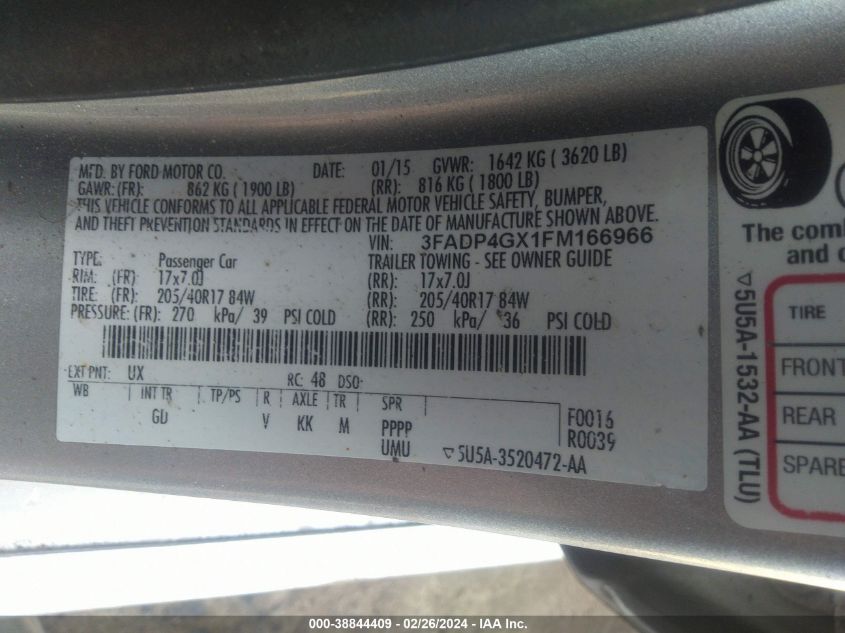 MFD. BY FORD MOTOR CO. DATE: 01/15 GVWR: 1642 KG ( 3620 LB)
GAWR: (FR): 862 KG ( 1900 LB) (RR): 816 KG ( 1800 LB)
THIS VEHICLE CONFORMS TO ALL APPLICABLE FEDERAL MOTOR VEHICLE SAFETY, BUMPER,
AND THEFT PREVENTION STANDARDS IN EFFECT ON THE DATE OF MANUFACTURE SHOWN ABOVE.
VIN: 3FADP4GX1FM166966
TYPE: Passenger Car TRAILER TOWING - SEE OWNER GUIDE
RIM: (FR) 17x7.0J (RR): 17x7.0J
TIRE: (FR): 205/40R17 84W (RR): 205/40R17 84W
PRESSURE: (FR): 270 kPa/ 39 PSI COLD (RR): 250 kPa/ 36 PSI COLD
EXT PNT: UX RC: 48 DSO:
WB INT TR TP/PS R AXLE TR SPR
GU V KK M PPPP
UMU
F0016
R0039
▽5U5A-3520472-AA
The com
and c
TIRE
FRONT
REAR
SPARE
▽5U5A-1532-AA (TLU)
000-38844409 - 02/26/2024 - IAA Inc.